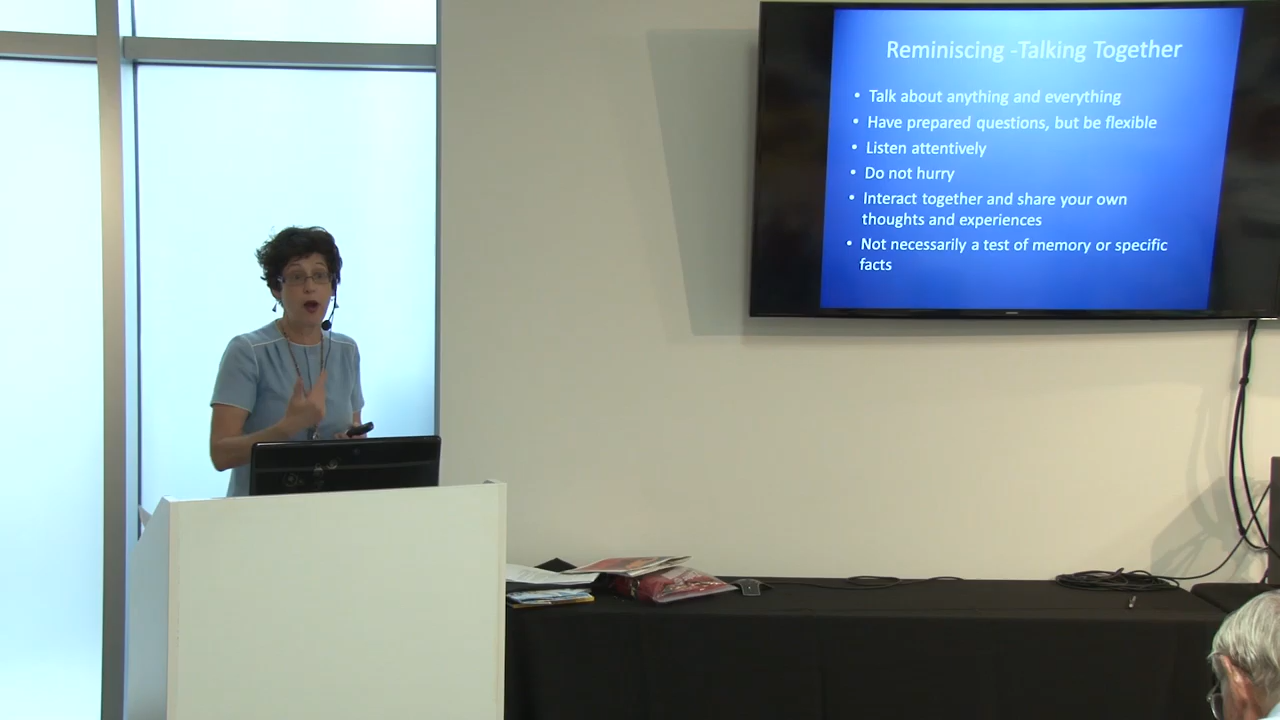 Reminiscing -Talking Together
• Talk about anything and everything
• Have prepared questions, but be flexible
• Listen attentively
• Do not hurry
• Interact together and share your own
thoughts and experiences
• Not necessarily a test of memory or specific
facts